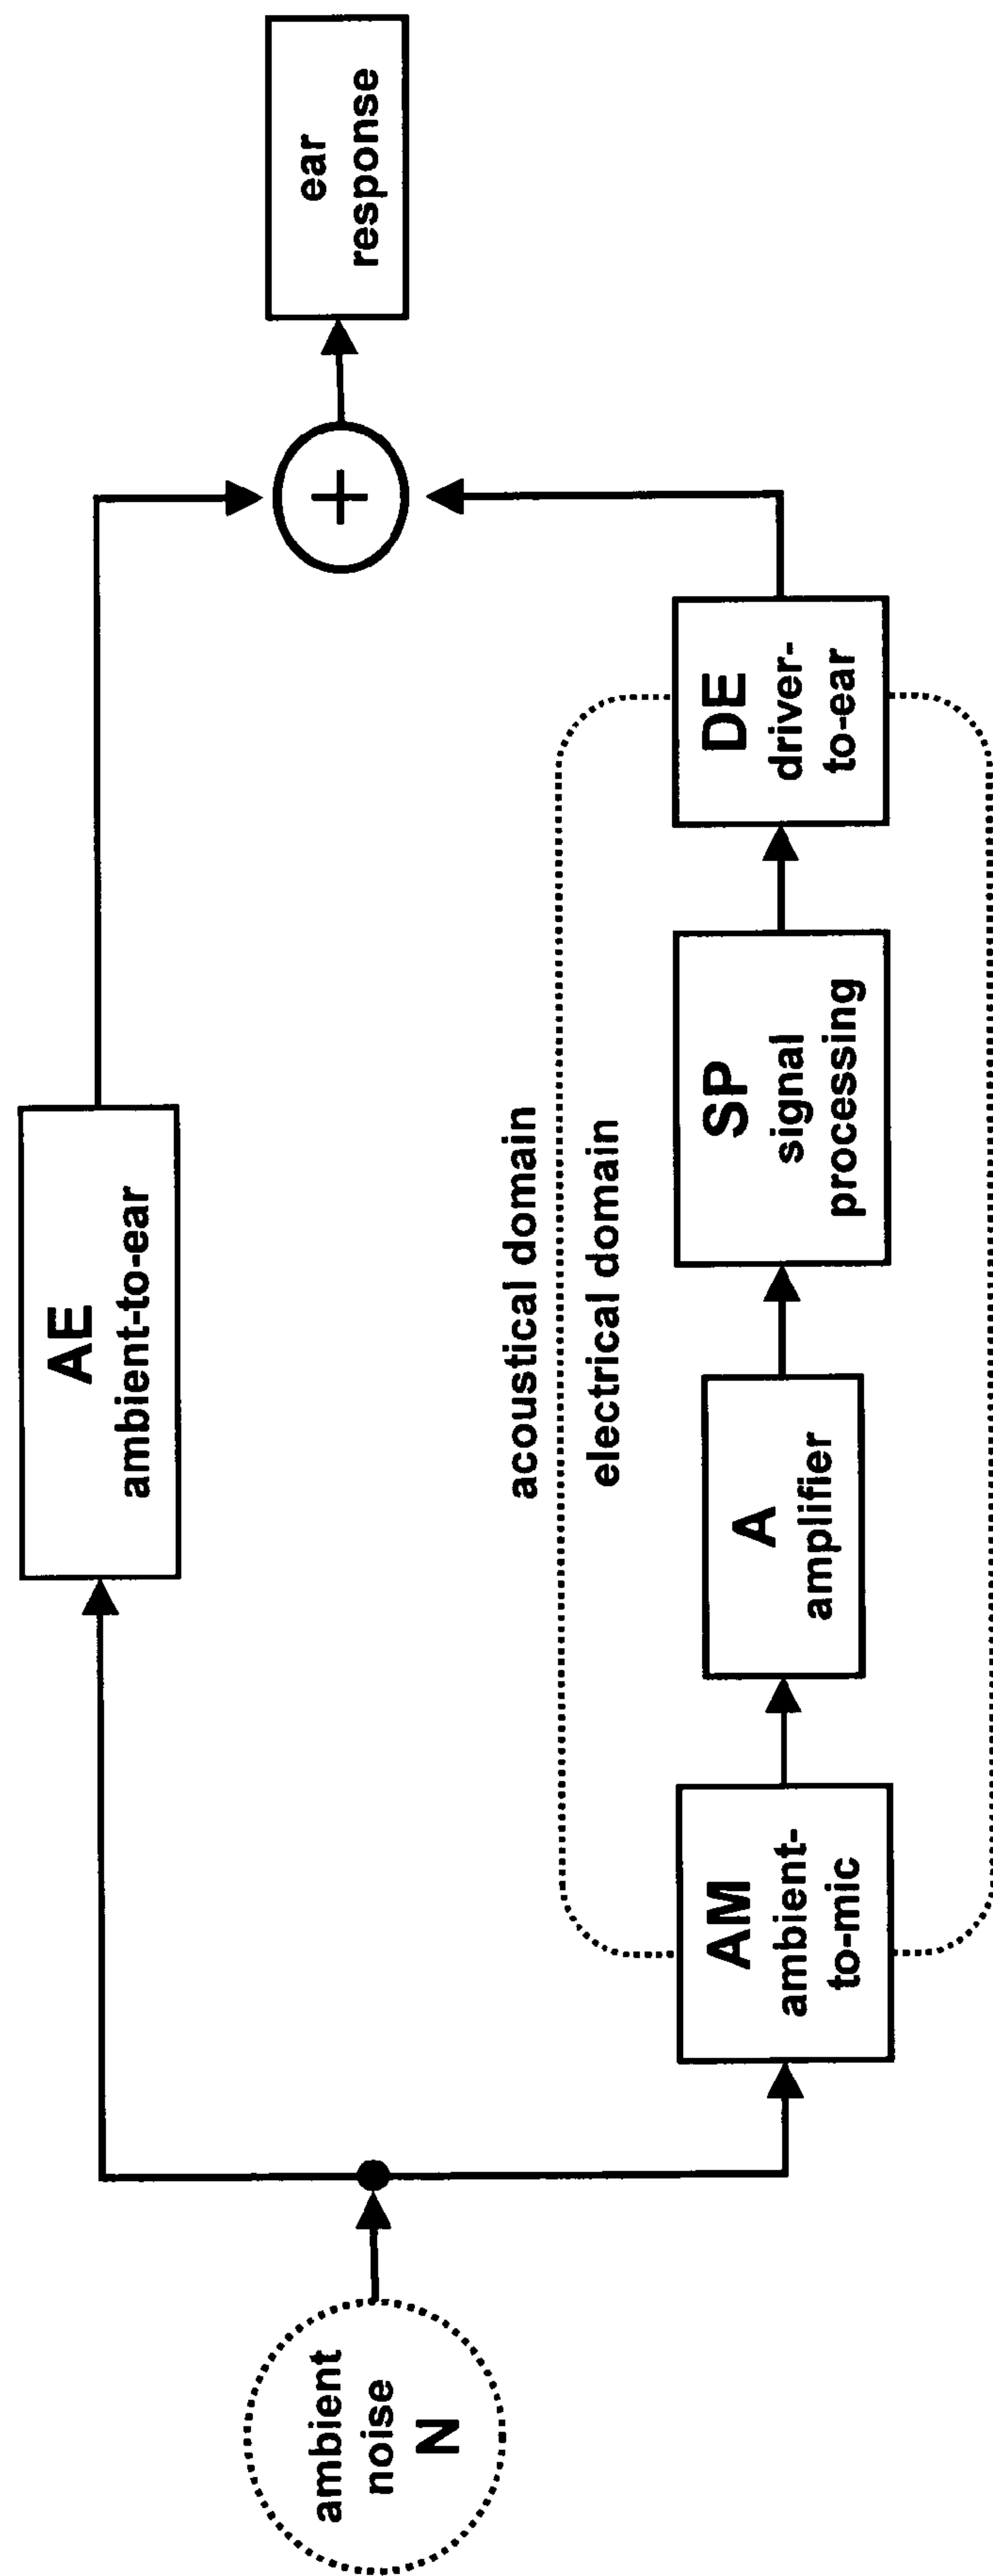 ambient
noise
N
AE
ambient-to-ear
acoustical domain
electrical domain
AM
ambient-
to-mic
A
amplifier
SP
signal
processing
DE
driver-
to-ear
+
ear
response